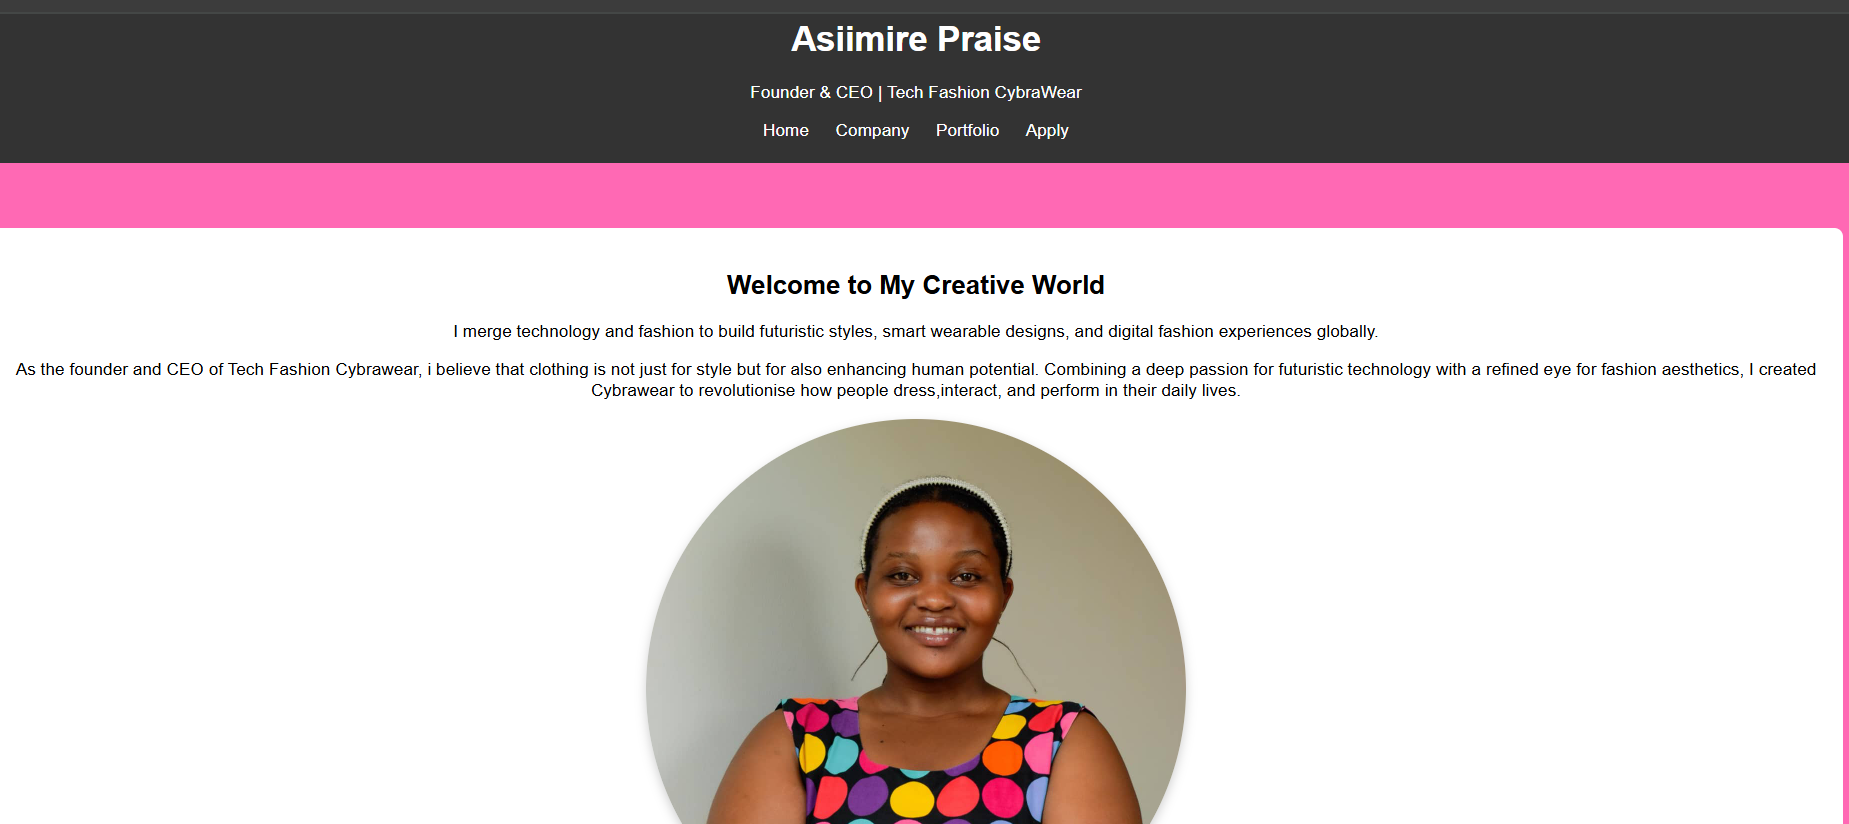 Asiimire Praise
Founder & CEO | Tech Fashion CybraWear
Home Company Portfolio Apply
Welcome to My Creative World
I merge technology and fashion to build futuristic styles, smart wearable designs, and digital fashion experiences globally.
As the founder and CEO of Tech Fashion Cybrawear, i believe that clothing is not just for style but for also enhancing human potential. Combining a deep passion for futuristic technology with a refined eye for fashion aesthetics, I created
Cybrawear to revolutionise how people dress,interact, and perform in their daily lives.